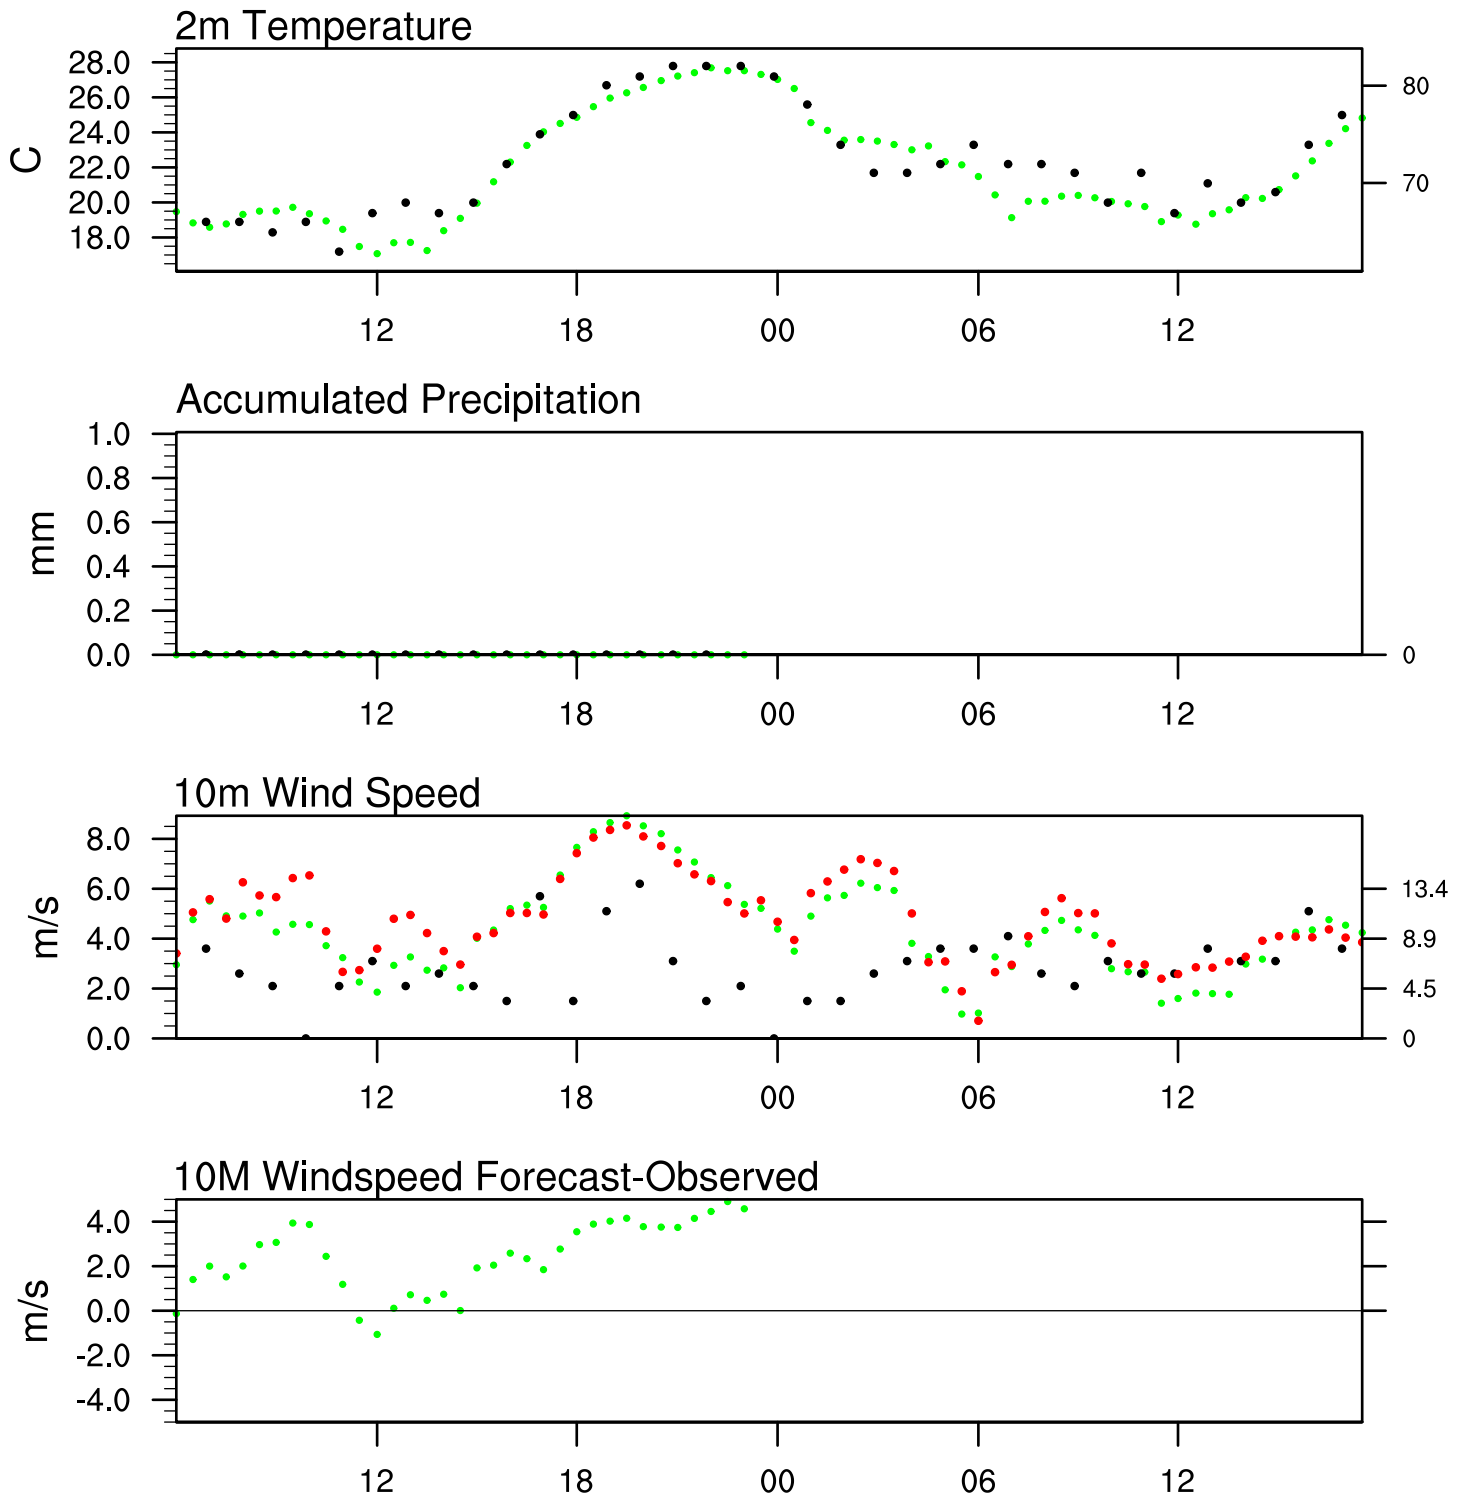 2m Temperature
28.0
26.0
24.0
22.0
20.0
18.0
C
80
70
12 18 00 06 12
Accumulated Precipitation
1.0
0.8
0.6
0.4
0.2
0.0
mm
0
12 18 00 06 12
10m Wind Speed
8.0
6.0
4.0
2.0
0.0
m/s
13.4
8.9
4.5
0
12 18 00 06 12
10M Windspeed Forecast-Observed
4.0
2.0
0.0
-2.0
-4.0
m/s
12 18 00 06 12